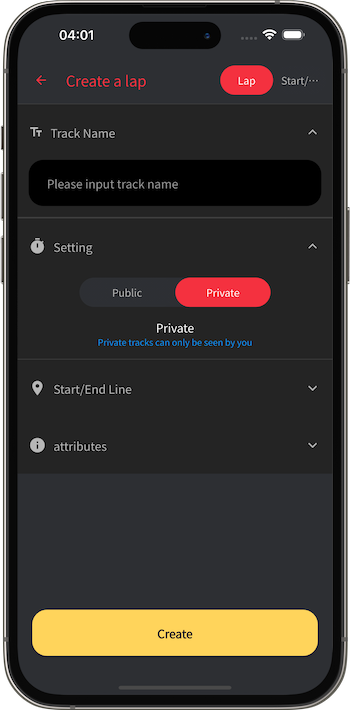 04:01
Create a lap
Lap
Start/···
Track Name
Please input track name
Setting
Public
Private
Private
Private tracks can only be seen by you
Start/End Line
attributes
Create